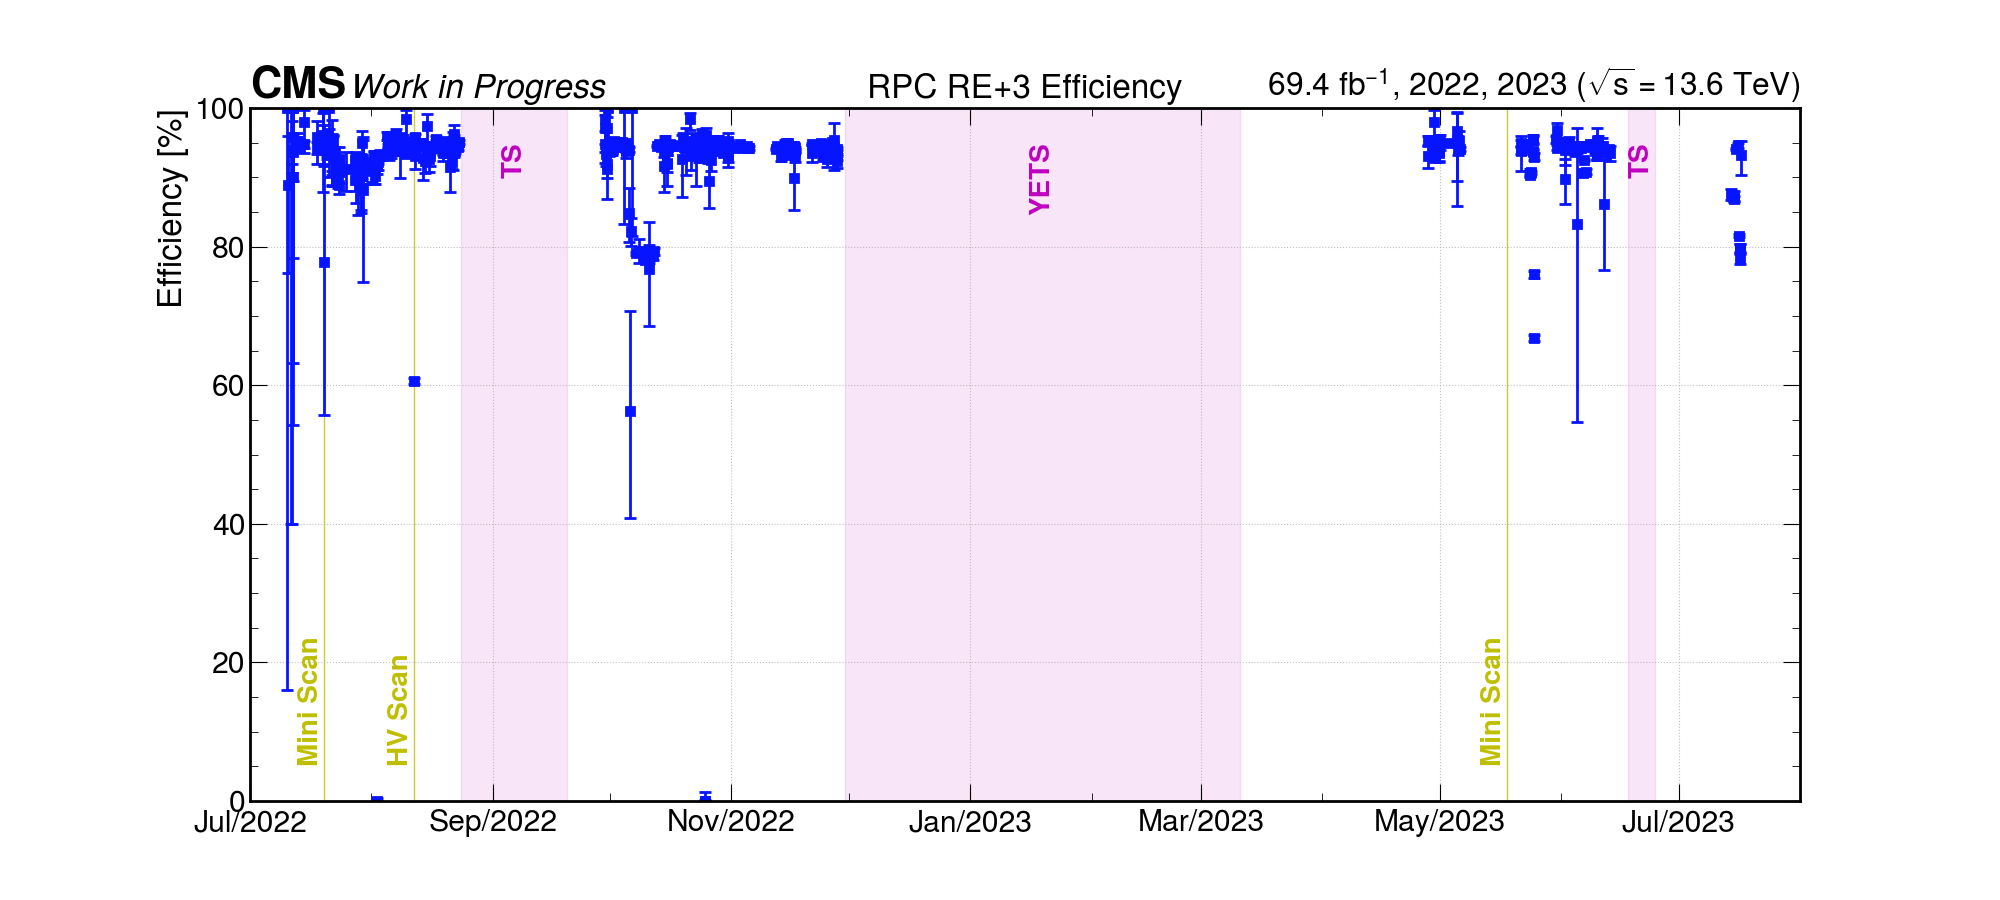 CMS Work in Progress RPC RE+3 Efficiency 69.4 fb⁻¹, 2022, 2023 (√s = 13.6 TeV)
Efficiency [%]
100
80
60
40
20
0
TS
YETS
TS
Mini Scan
HV Scan
Mini Scan
Jul/2022 Sep/2022 Nov/2022 Jan/2023 Mar/2023 May/2023 Jul/2023